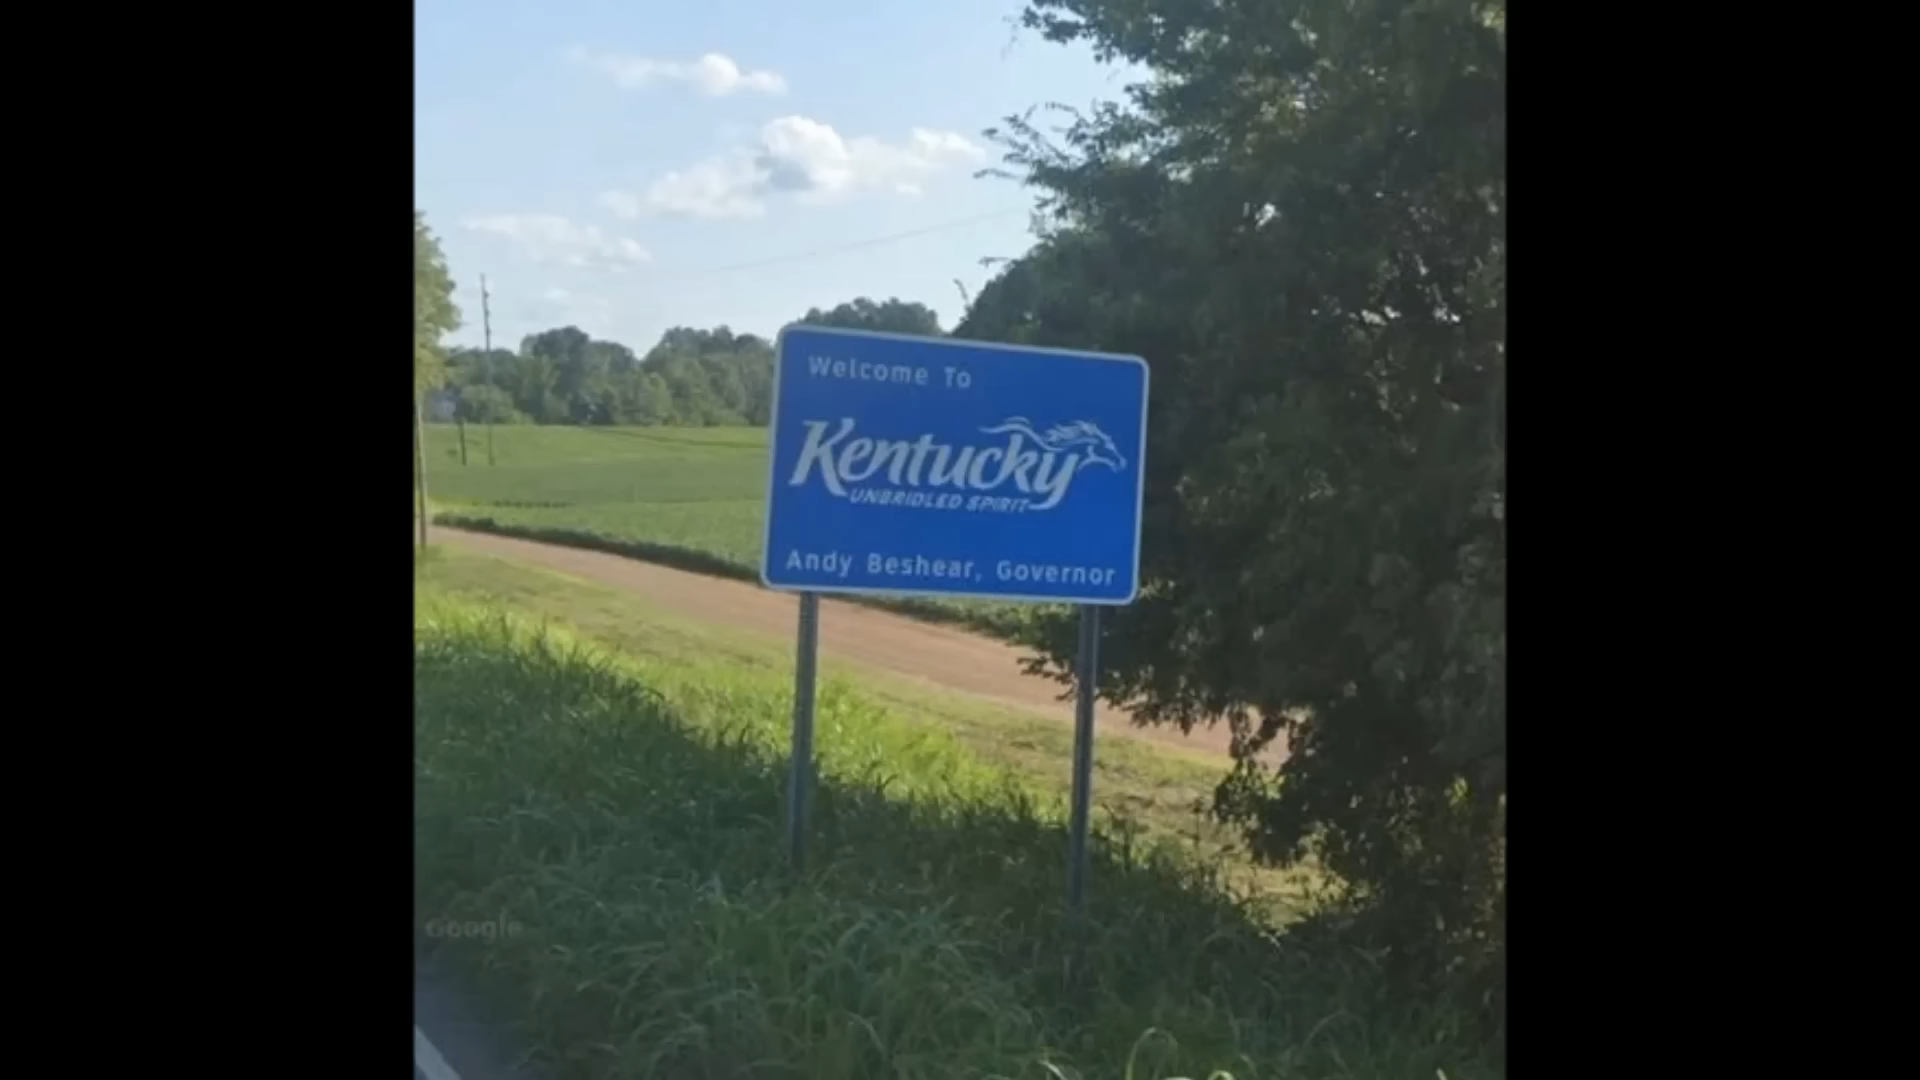 Welcome To
Kentucky
UNBRIDLED SPIRIT
Andy Beshear, Governor
Google